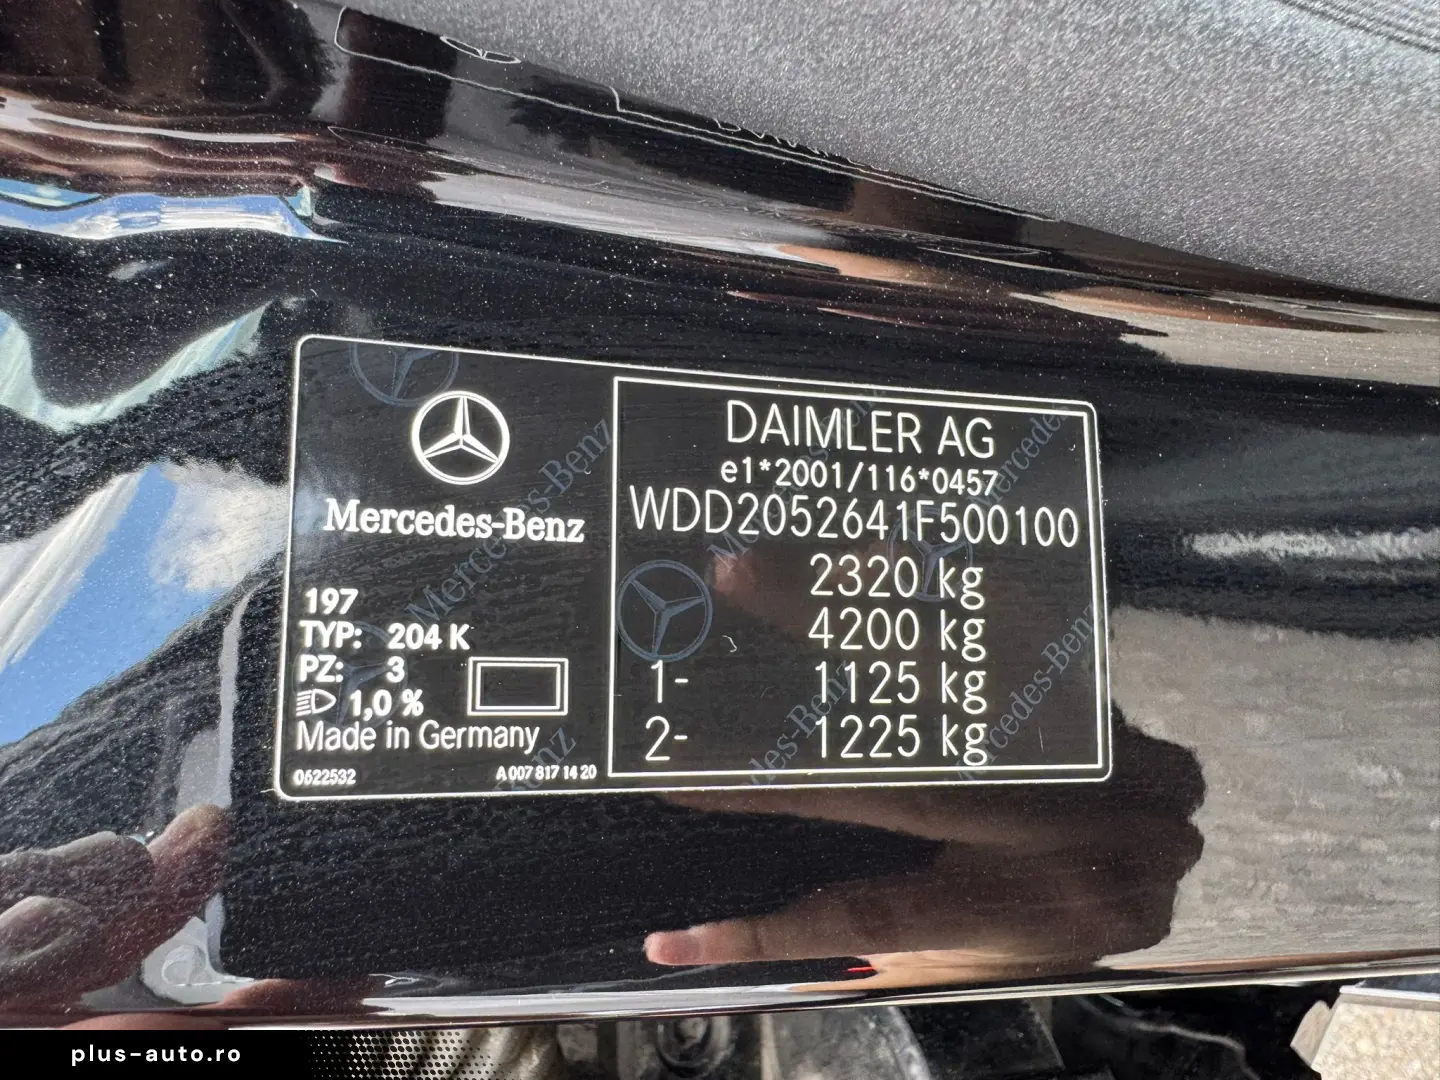 Mercedes-Benz
197
TYP: 204 K
PZ: 3
1,0 %
Made in Germany
0622532
A 007 817 14 20
DAIMLER AG
e1*2001/116*0457
WDD2052641F500100
2320 kg
4200 kg
1- 1125 kg
2- 1225 kg
plus-auto.ro